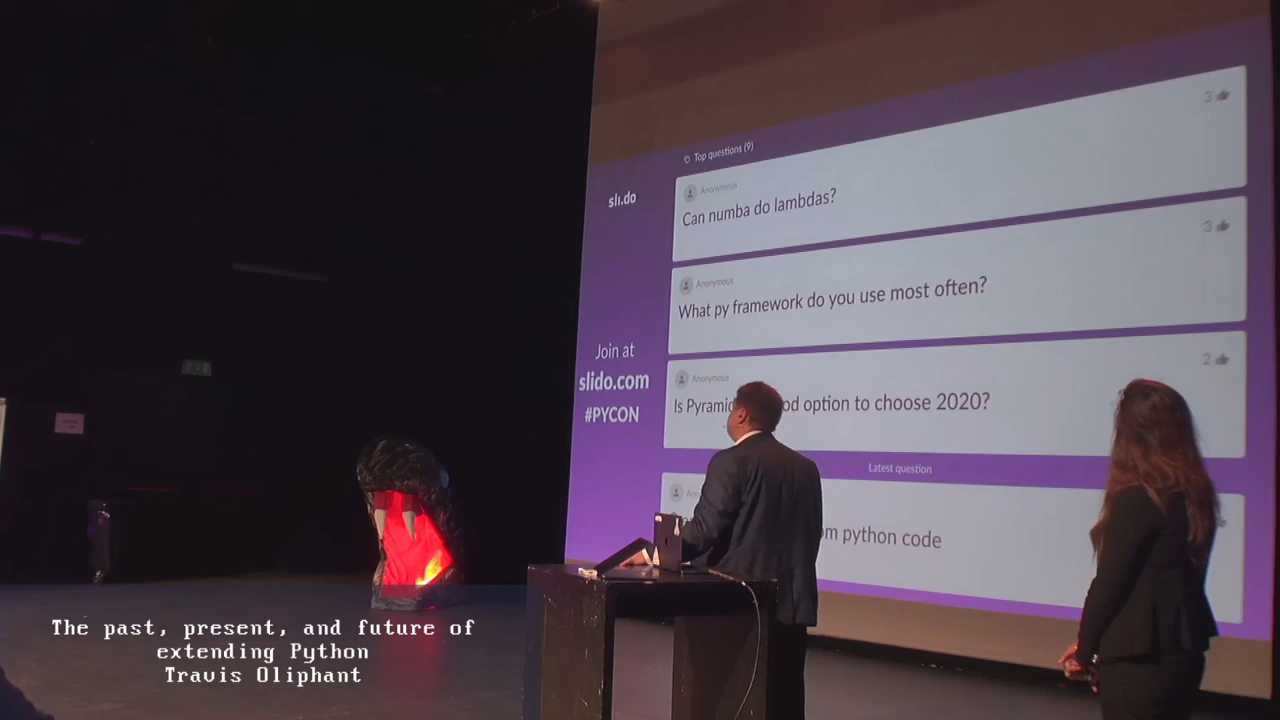 Top questions (9)
sli.do
3
Anonymous
Can numba do lambdas?
3
Anonymous
What py framework do you use most often?
2
Anonymous
Is od option to choose 2020?
Join at
slido.com
#PYCON
Latest question
python code
The past, present, and future of
extending Python
Travis Oliphant